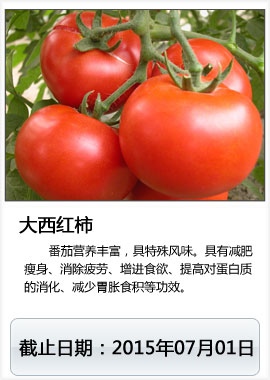 大西红柿
番茄营养丰富，具特殊风味。具有减肥
瘦身、消除疲劳、增进食欲、提高对蛋白质
的消化、减少胃胀食积等功效。
截止日期：2015年07月01日